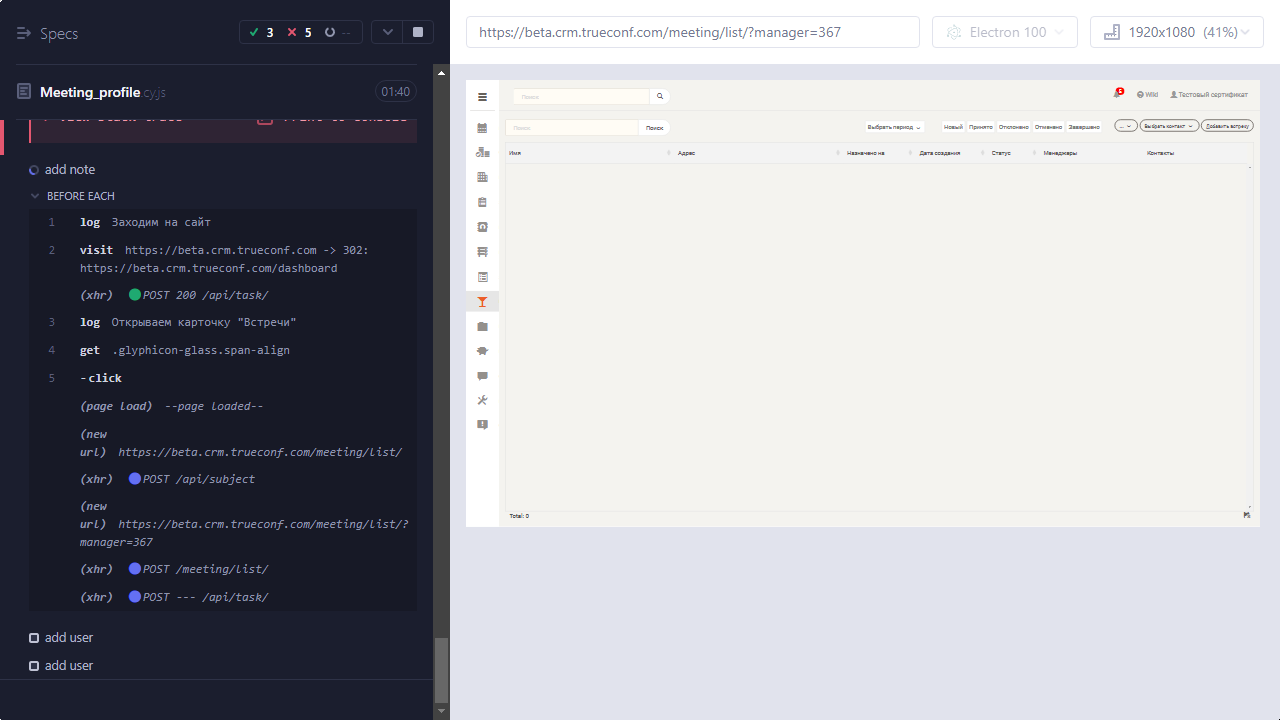 Specs
3
5
--
Meeting_profile.cy.js
01:40
add note
BEFORE EACH
1 log Заходим на сайт
2 visit https://beta.crm.trueconf.com -> 302:
https://beta.crm.trueconf.com/dashboard
(xhr) POST 200 /api/task/
3 log Открываем карточку "Встречи"
4 get .glyphicon-glass.span-align
5 -click
(page load) --page loaded--
(new
url) https://beta.crm.trueconf.com/meeting/list/
(xhr) POST /api/subject
(new
url) https://beta.crm.trueconf.com/meeting/list/?
manager=367
(xhr) POST /meeting/list/
(xhr) POST --- /api/task/
add user
add user
https://beta.crm.trueconf.com/meeting/list/?manager=367
Electron 100
1920x1080 (41%)
Поиск
Wiki
Тестовый сертификат
Поиск
Поиск
Выбрать период
Новый Принято Отклонено Отменено Завершено
Выбрать контакт
Добавить встречу
Имя Адрес Назначено на Дата создания Статус Менеджеры Контакты
Total: 0